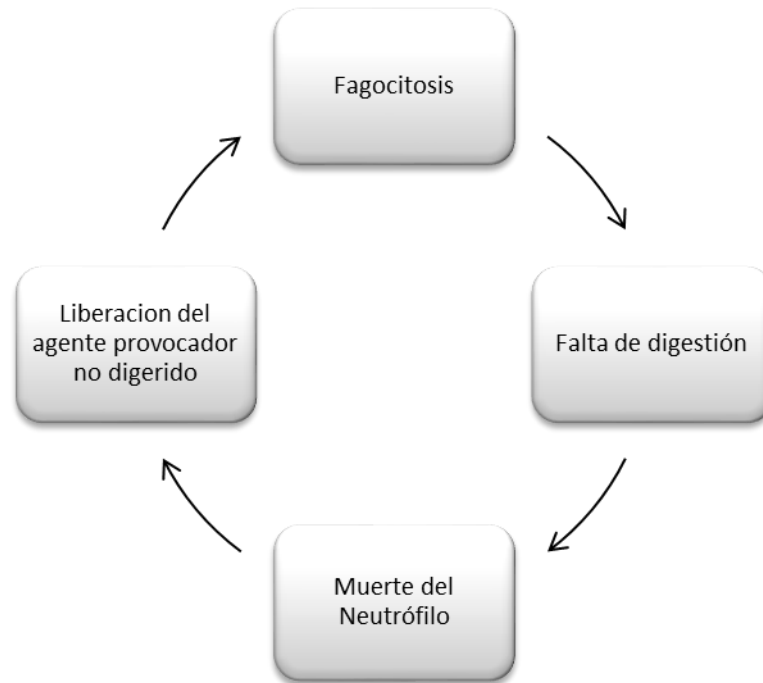 Fagocitosis
Falta de digestión
Muerte del
Neutrófilo
Liberacion del
agente provocador
no digerido